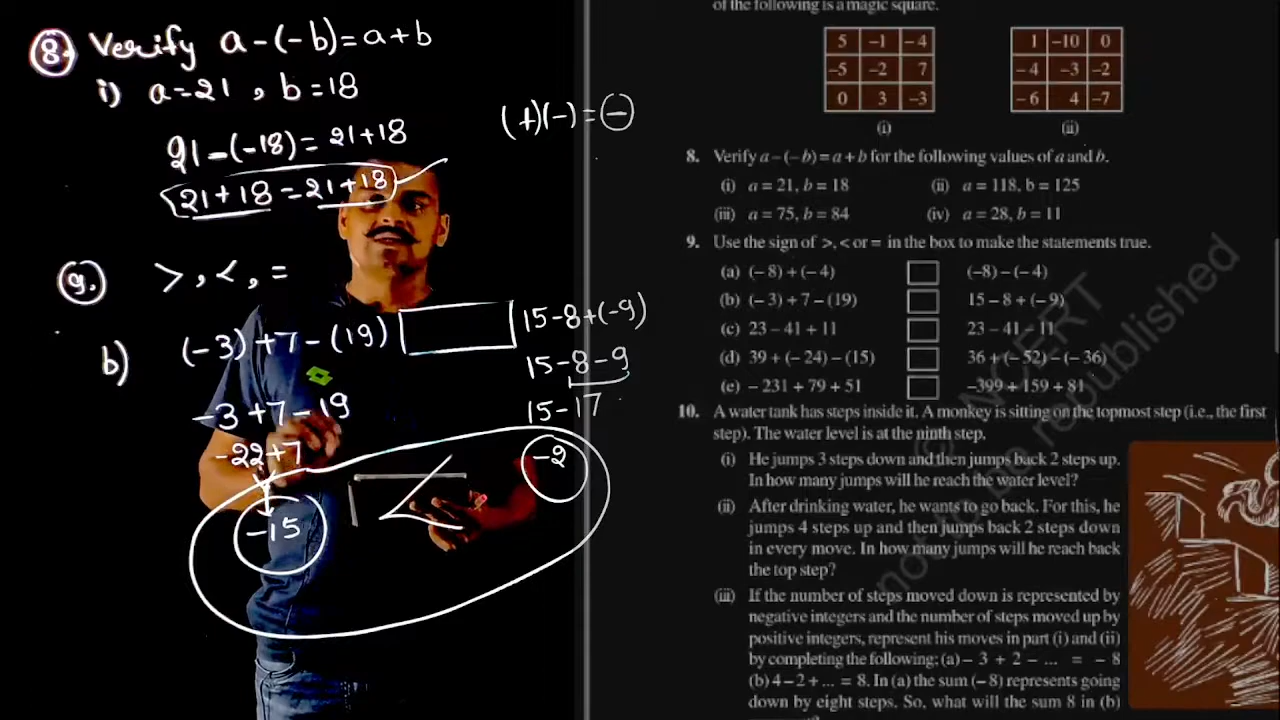 8. Verify a-(-b)=a+b
i) a=21, b=18
21-(-18)=21+18
21+18=21+18
(+)(-)=-
9. >, <, =
b) (-3)+7-(19) 15-8+(-9)
-3+7-19 15-8-9
-22+7 15-17
-15 < -2
of the following is a magic square.
5 -1 -4
-5 -2 7
0 3 -3
(i)
1 -10 0
-4 -3 -2
-6 4 -7
(ii)
8. Verify a – (– b) = a + b for the following values of a and b.
(i) a = 21, b = 18 (ii) a = 118, b = 125
(iii) a = 75, b = 84 (iv) a = 28, b = 11
9. Use the sign of >, < or = in the box to make the statements true.
(a) (– 8) + (– 4) (–8) – (– 4)
(b) (– 3) + 7 – (19) 15 – 8 + (– 9)
(c) 23 – 41 + 11 23 – 41 – 11
(d) 39 + (– 24) – (15) 36 + (– 52) – (– 36)
(e) – 231 + 79 + 51 –399 + 159 + 81
10. A water tank has steps inside it. A monkey is sitting on the topmost step (i.e., the first
step). The water level is at the ninth step.
(i) He jumps 3 steps down and then jumps back 2 steps up.
In how many jumps will he reach the water level?
(ii) After drinking water, he wants to go back. For this, he
jumps 4 steps up and then jumps back 2 steps down
in every move. In how many jumps will he reach back
the top step?
(iii) If the number of steps moved down is represented by
negative integers and the number of steps moved up by
positive integers, represent his moves in part (i) and (ii)
by completing the following; (a) – 3 + 2 – ... = – 8
(b) 4 – 2 + ... = 8. In (a) the sum (– 8) represents going
down by eight steps. So, what will the sum 8 in (b)
© NCERT
not to be republished